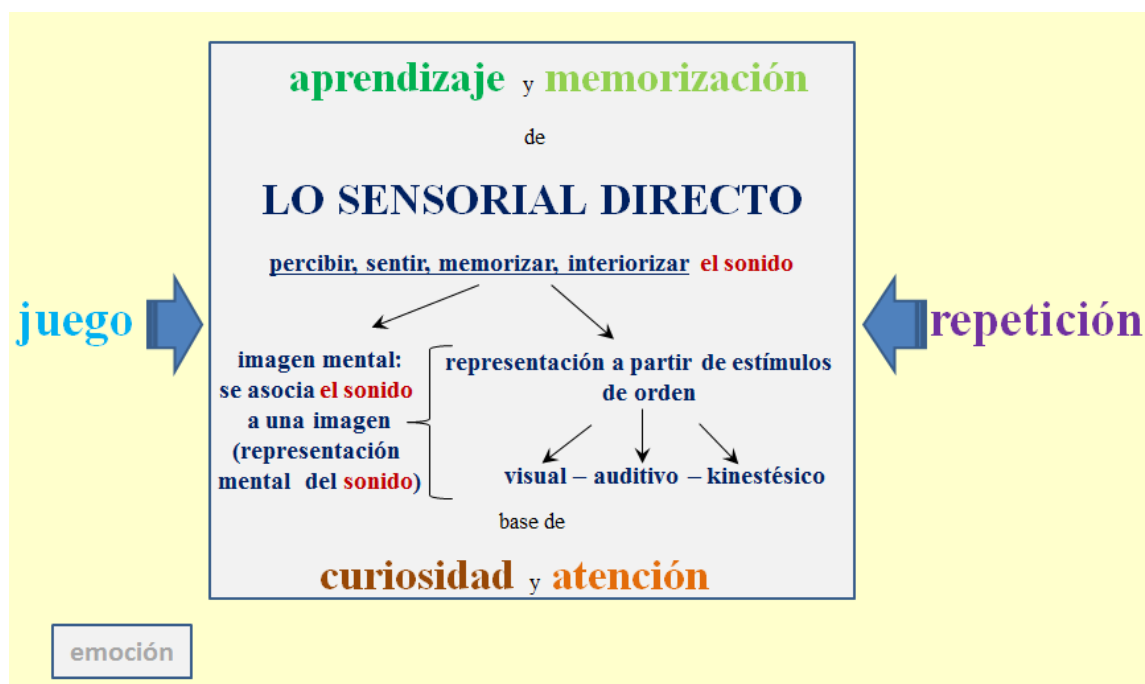 aprendizaje y memorización
de
LO SENSORIAL DIRECTO
percibir, sentir, memorizar, interiorizar el sonido
juego
repetición
imagen mental:
se asocia el sonido
a una imagen
(representación
mental del sonido)
representación a partir de estímulos
de orden
visual – auditivo – kinestésico
base de
curiosidad y atención
emoción